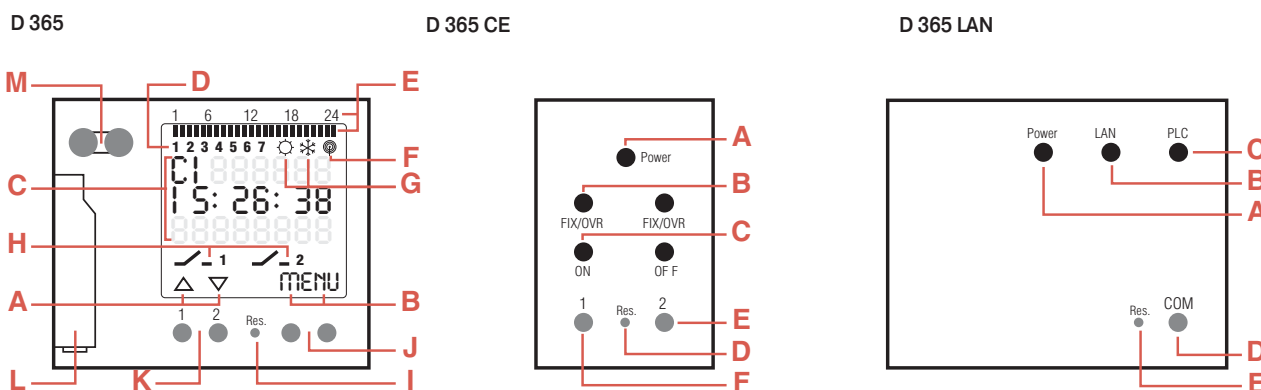 D 365
D 365 CE
D 365 LAN
M D E
1 6 12 18 24
1 2 3 4 5 6 7
F
G
C
C1
15:26:38
H
1 2
A
MENU
B
1 2 Res.
J
L K I
A
Power
B
FIX/OVR FIX/OVR
C
ON OF F
1 Res. 2
E
D
F
Power LAN PLC
C
B
A
Res. COM
D
E